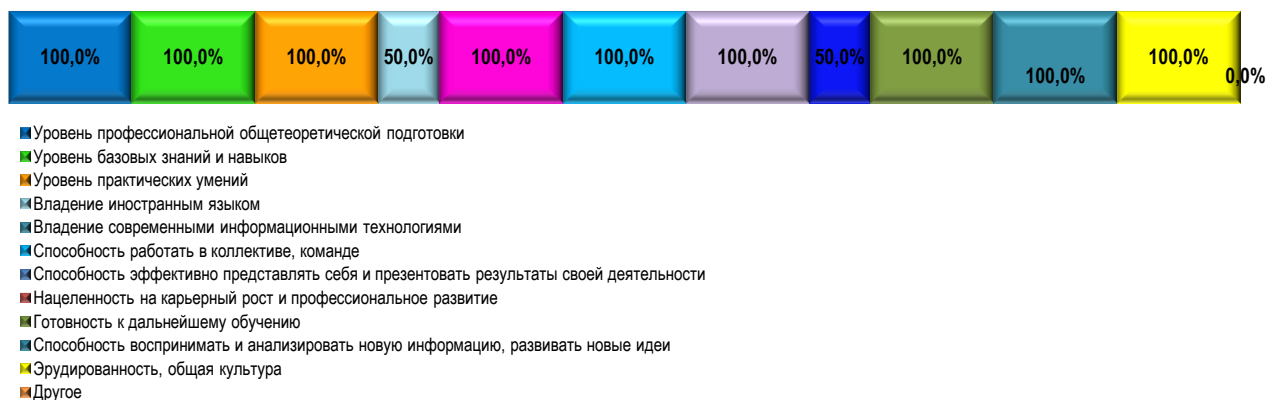 100,0% 100,0% 100,0% 50,0% 100,0% 100,0% 100,0% 50,0% 100,0% 100,0% 100,0% 0,0%
Уровень профессиональной общетеоретической подготовки
Уровень базовых знаний и навыков
Уровень практических умений
Владение иностранным языком
Владение современными информационными технологиями
Способность работать в коллективе, команде
Способность эффективно представлять себя и презентовать результаты своей деятельности
Нацеленность на карьерный рост и профессиональное развитие
Готовность к дальнейшему обучению
Способность воспринимать и анализировать новую информацию, развивать новые идеи
Эрудированность, общая культура
Другое